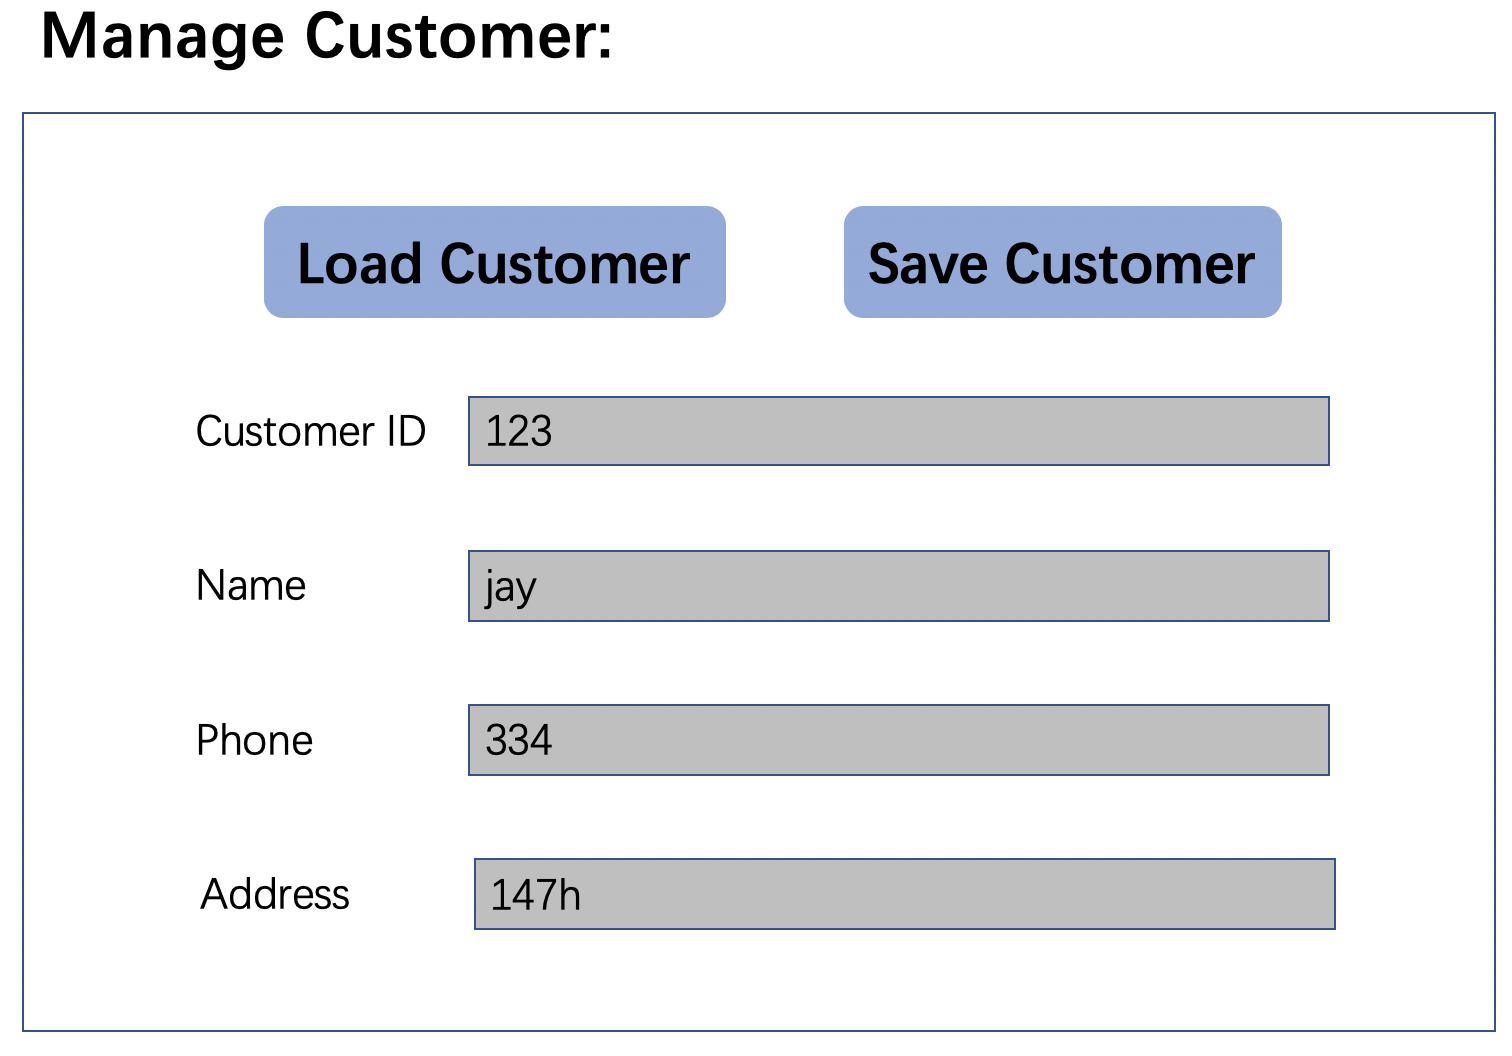 Manage Customer:
Load Customer Save Customer
Customer ID 123
Name jay
Phone 334
Address 147h